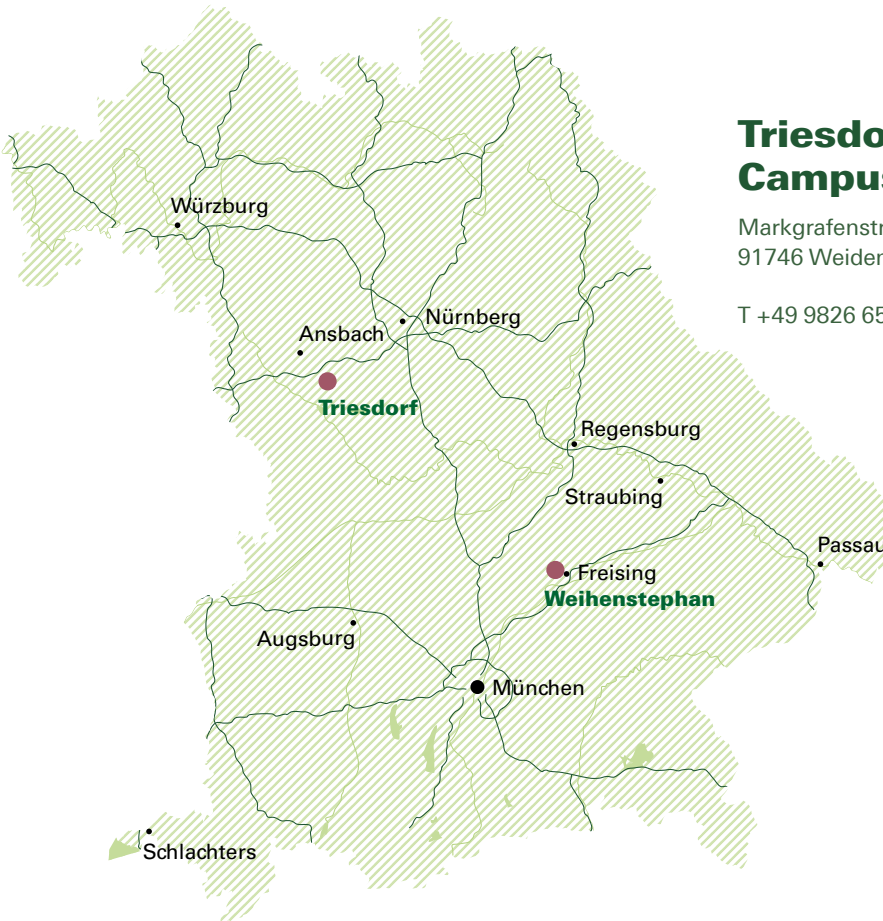 Triesdo
Campus
Markgrafenstr
91746 Weiden
T +49 9826 65
Würzburg
Nürnberg
Ansbach
Triesdorf
Regensburg
Straubing
Passau
Freising
Weihenstephan
Augsburg
München
Schlachters